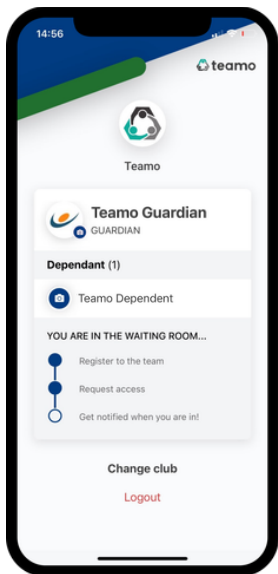 14:56
teamo
Teamo
Teamo Guardian
GUARDIAN
Dependant (1)
Teamo Dependent
YOU ARE IN THE WAITING ROOM...
Register to the team
Request access
Get notified when you are in!
Change club
Logout